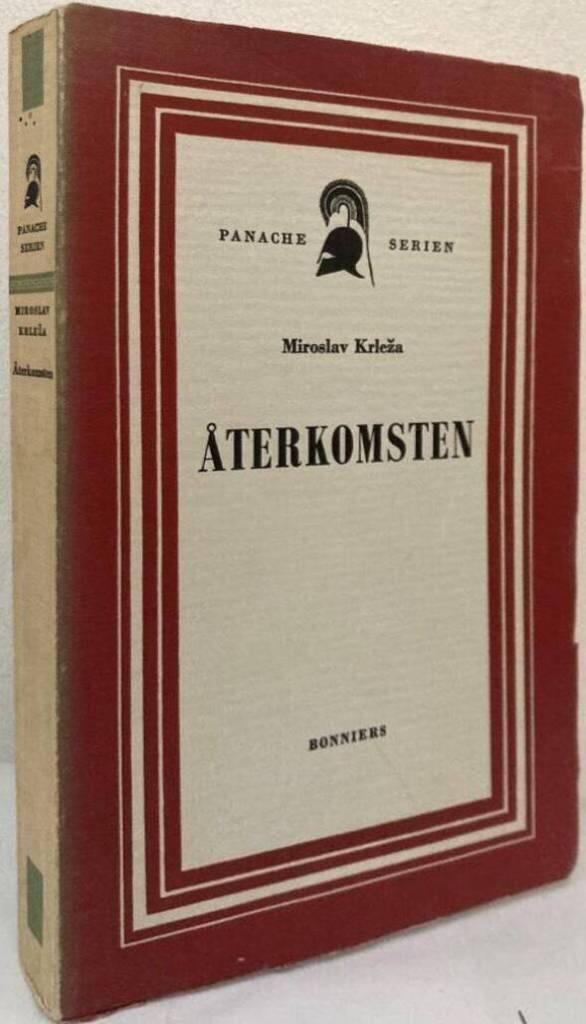 PANACHE
SERIEN
MIROSLAV
KRLEŽA
Återkomsten
PANACHE SERIEN
Miroslav Krleža
ÅTERKOMSTEN
BONNIERS